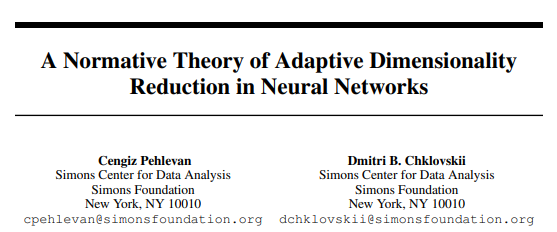 A Normative Theory of Adaptive Dimensionality
Reduction in Neural Networks
Cengiz Pehlevan
Simons Center for Data Analysis
Simons Foundation
New York, NY 10010
cpehlevan@simonsfoundation.org
Dmitri B. Chklovskii
Simons Center for Data Analysis
Simons Foundation
New York, NY 10010
dchklovskii@simonsfoundation.org